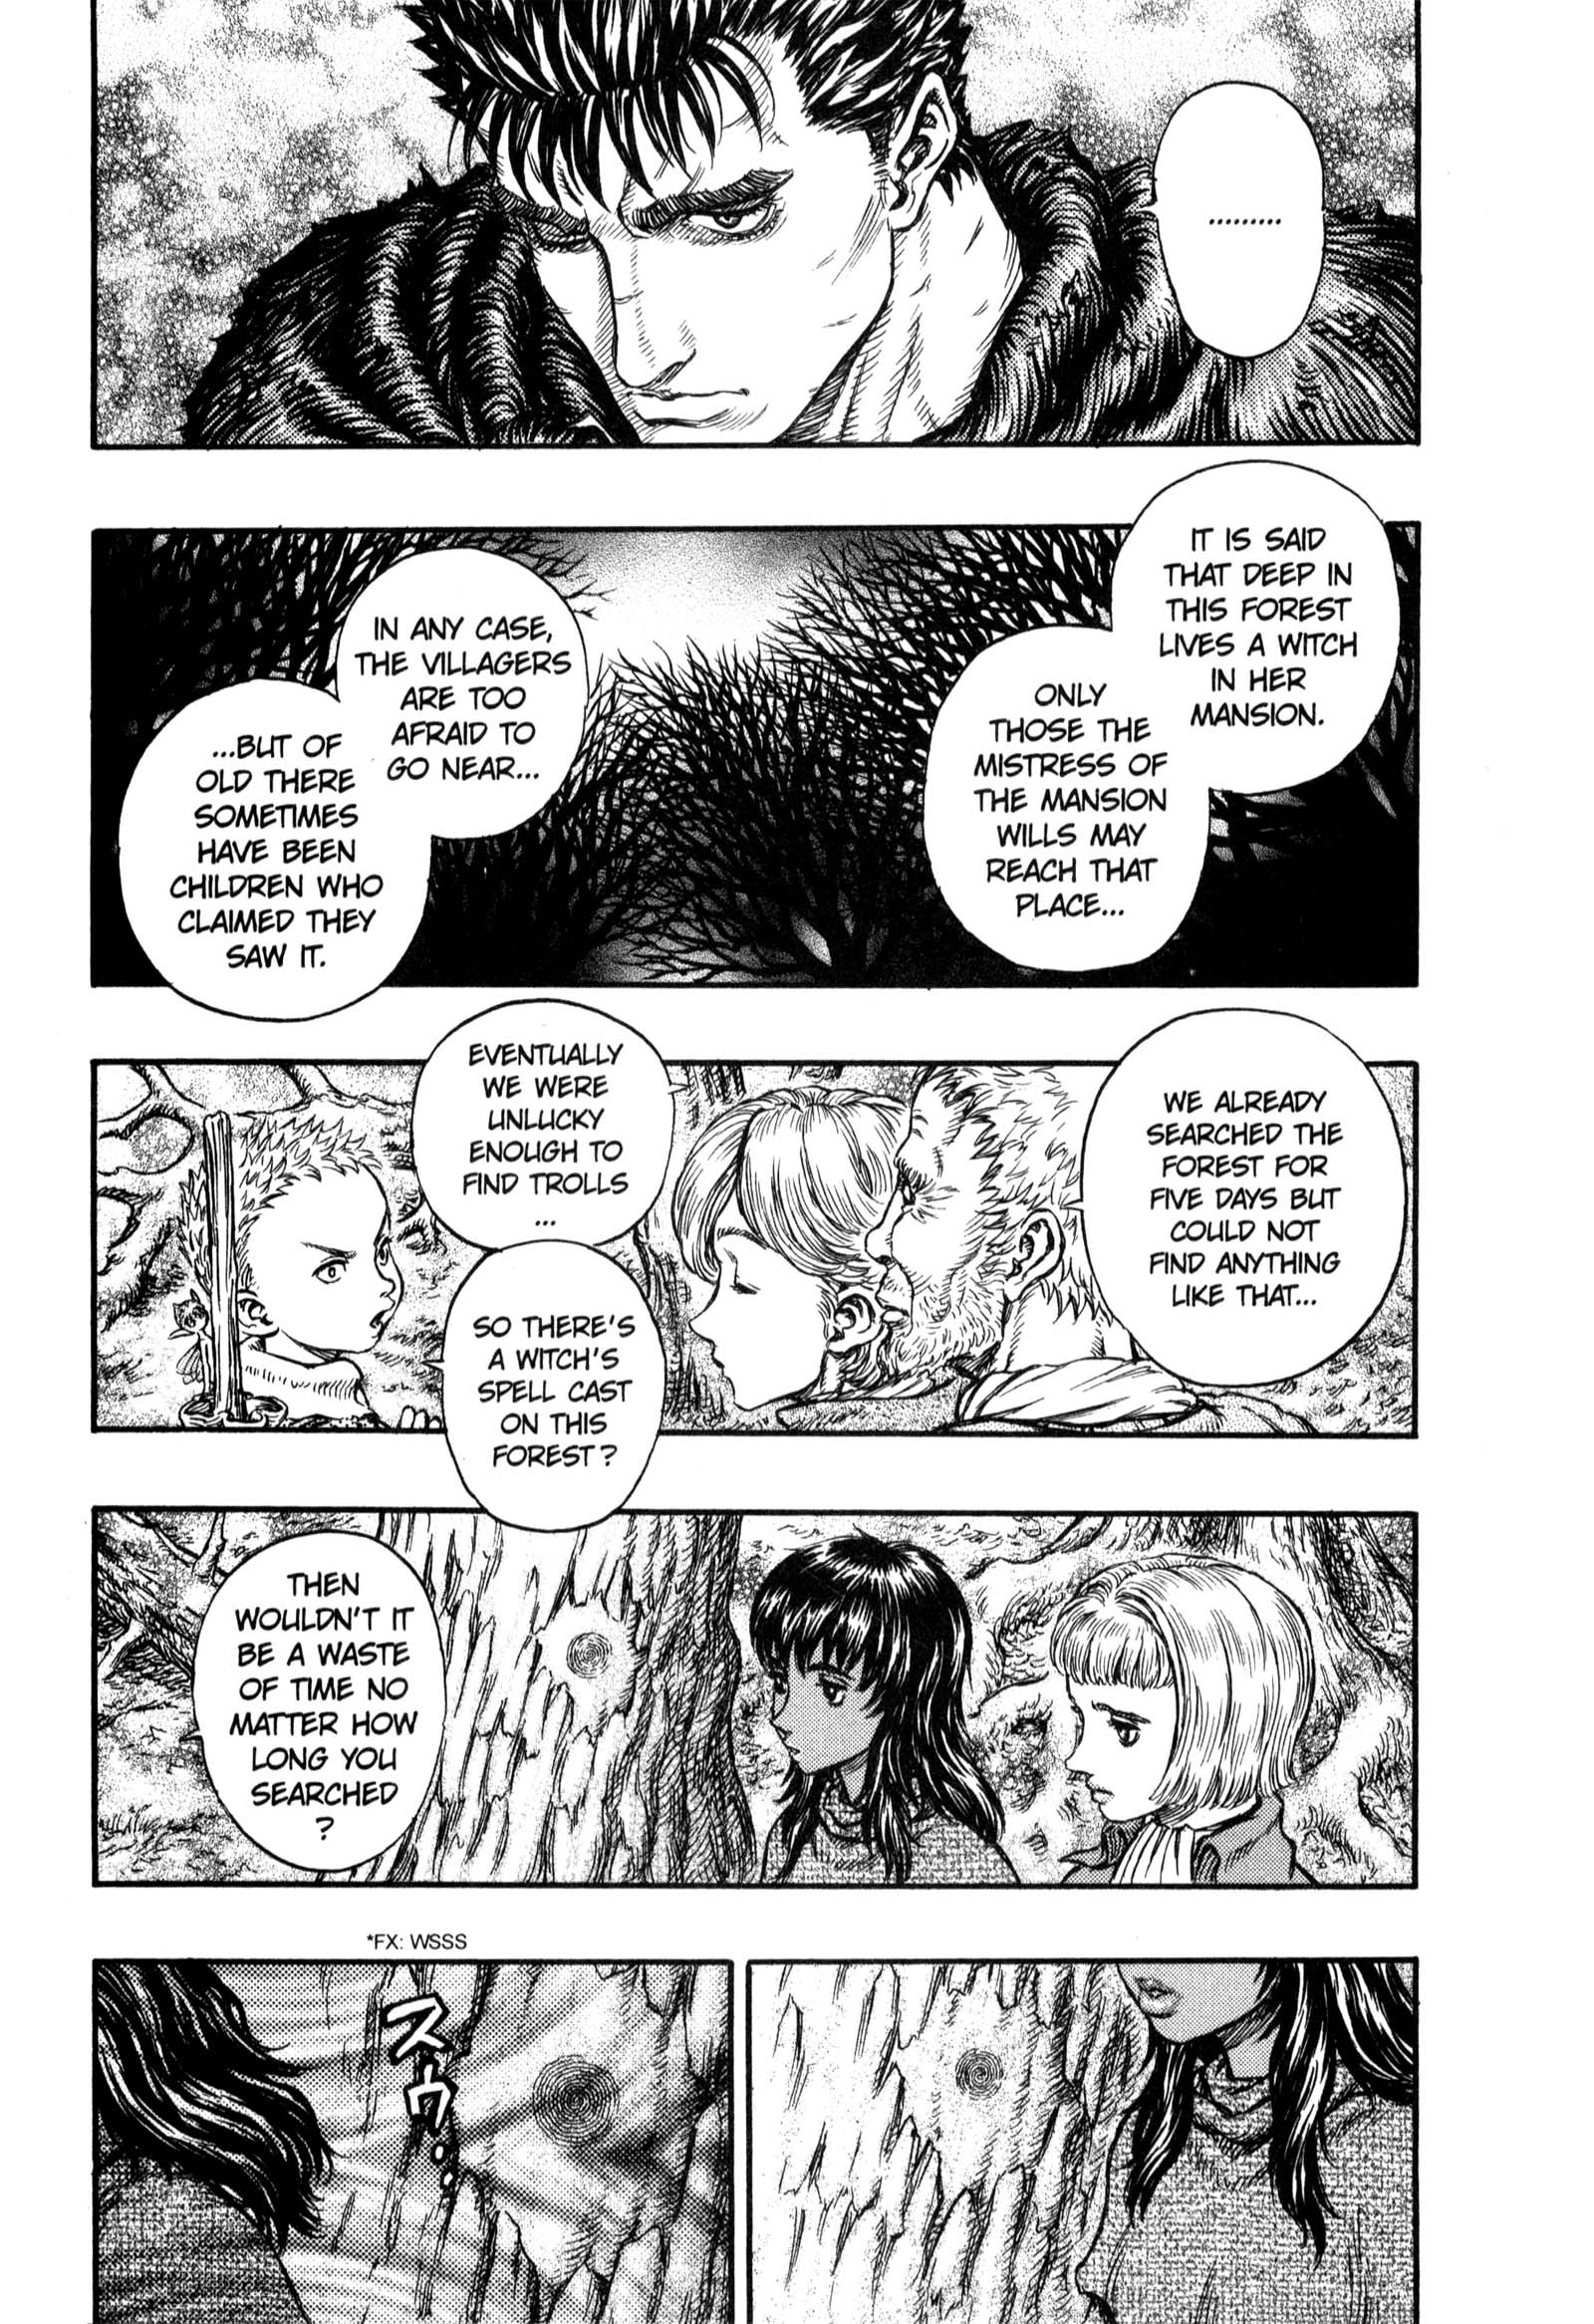 .........
IT IS SAID
THAT DEEP IN
THIS FOREST
LIVES A WITCH
IN HER
MANSION.
ONLY
THOSE THE
MISTRESS OF
THE MANSION
WILLS MAY
REACH THAT
PLACE...
IN ANY CASE,
THE VILLAGERS
ARE TOO
AFRAID TO
GO NEAR...
...BUT OF
OLD THERE
SOMETIMES
HAVE BEEN
CHILDREN WHO
CLAIMED THEY
SAW IT.
WE ALREADY
SEARCHED THE
FOREST FOR
FIVE DAYS BUT
COULD NOT
FIND ANYTHING
LIKE THAT...
EVENTUALLY
WE WERE
UNLUCKY
ENOUGH TO
FIND TROLLS
...
SO THERE'S
A WITCH'S
SPELL CAST
ON THIS
FOREST?
THEN
WOULDN'T IT
BE A WASTE
OF TIME NO
MATTER HOW
LONG YOU
SEARCHED
?
*FX: WSSS
スゥ…